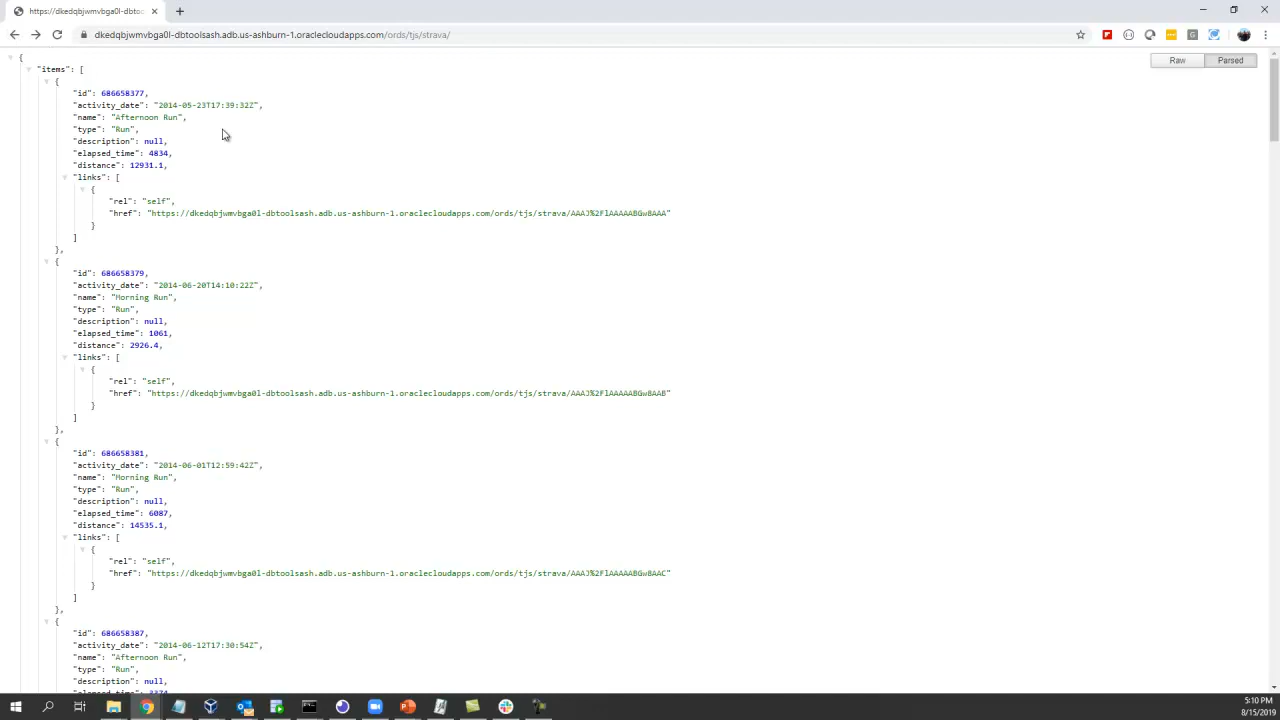 https://dkedqbjwmvbga0l-dbtoolsash
dkedqbjwmvbga0l-dbtoolsash.adb.us-ashburn-1.oraclecloudapps.com/ords/tjs/strava/
Raw
Parsed
{
"items": [
{
"id": 686658377,
"activity_date": "2014-05-23T17:39:32Z",
"name": "Afternoon Run",
"type": "Run",
"description": null,
"elapsed_time": 4834,
"distance": 12931.1,
"links": [
{
"rel": "self",
"href": "https://dkedqbjwmvbga0l-dbtoolsash.adb.us-ashburn-1.oraclecloudapps.com/ords/tjs/strava/AAAJ%2FlAAAAABGw8AAA"
}
]
},
{
"id": 686658379,
"activity_date": "2014-06-20T14:10:22Z",
"name": "Morning Run",
"type": "Run",
"description": null,
"elapsed_time": 1061,
"distance": 2926.4,
"links": [
{
"rel": "self",
"href": "https://dkedqbjwmvbga0l-dbtoolsash.adb.us-ashburn-1.oraclecloudapps.com/ords/tjs/strava/AAAJ%2FlAAAAABGw8AAB"
}
]
},
{
"id": 686658381,
"activity_date": "2014-06-01T12:59:42Z",
"name": "Morning Run",
"type": "Run",
"description": null,
"elapsed_time": 6087,
"distance": 14535.1,
"links": [
{
"rel": "self",
"href": "https://dkedqbjwmvbga0l-dbtoolsash.adb.us-ashburn-1.oraclecloudapps.com/ords/tjs/strava/AAAJ%2FlAAAAABGw8AAC"
}
]
},
{
"id": 686658387,
"activity_date": "2014-06-12T17:30:54Z",
"name": "Afternoon Run",
"type": "Run",
"description": null,
"elapsed_time": 3374
5:10 PM
8/15/2019